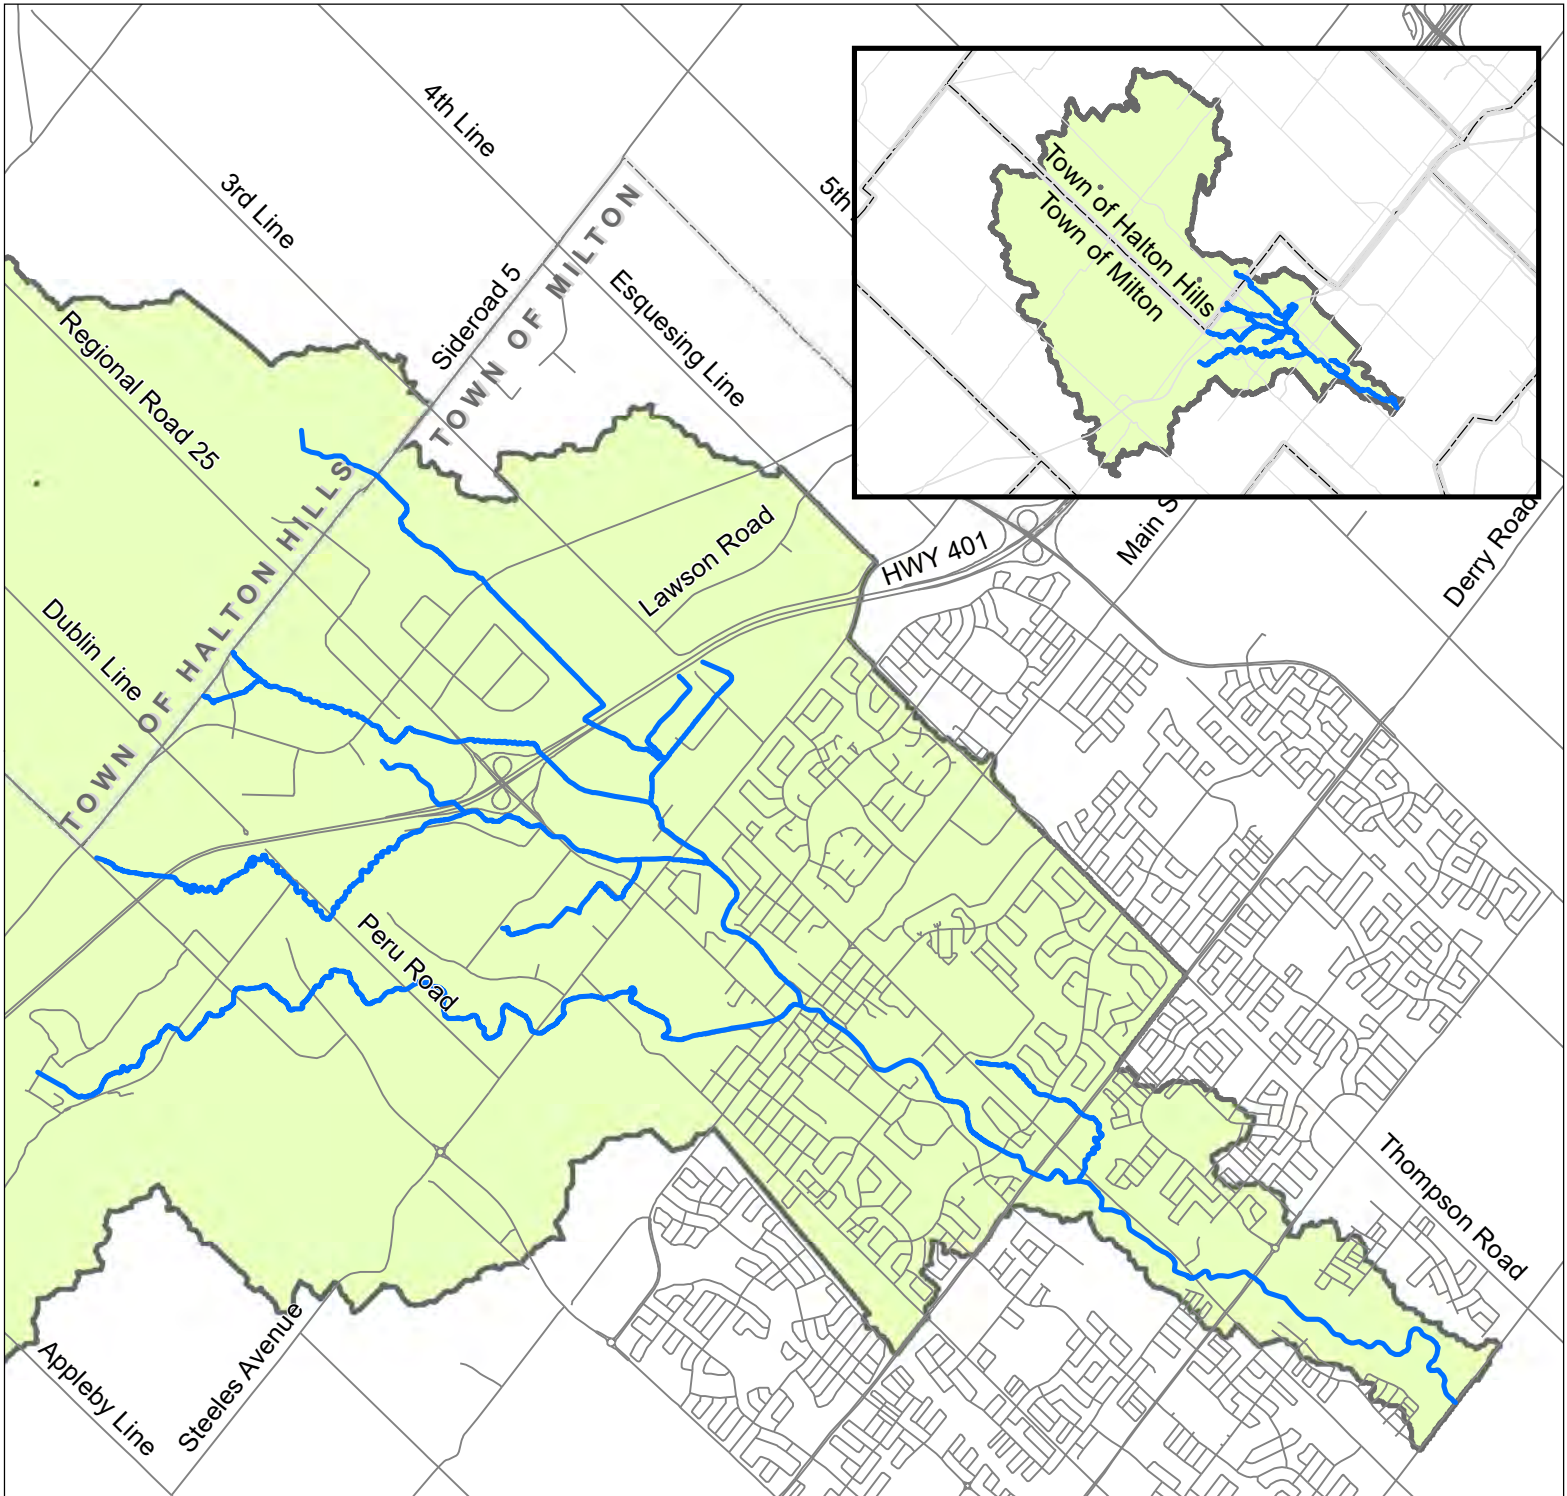 4th Line
3rd Line
5th
Sideroad 5
TOWN OF MILTON
Esquesing Line
Regional Road 25
TOWN OF HALTON HILLS
Dublin Line
Lawson Road
HWY 401
Main S
Derry Road
Town of Halton Hills
Town of Milton
Peru Road
Thompson Road
Appleby Line
Steeles Avenue